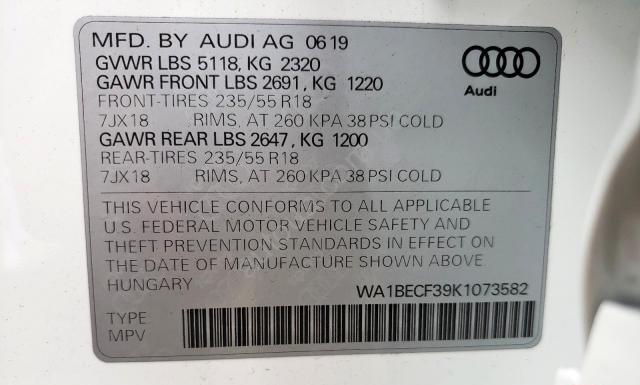 MFD. BY AUDI AG 06 19
GVWR LBS 5118, KG 2320
GAWR FRONT LBS 2691, KG 1220
FRONT-TIRES 235/55 R18
7JX18 RIMS, AT 260 KPA 38 PSI COLD
GAWR REAR LBS 2647, KG 1200
REAR-TIRES 235/55 R18
7JX18 RIMS, AT 260 KPA 38 PSI COLD
Audi
THIS VEHICLE CONFORMS TO ALL APPLICABLE
U.S. FEDERAL MOTOR VEHICLE SAFETY AND
THEFT PREVENTION STANDARDS IN EFFECT ON
THE DATE OF MANUFACTURE SHOWN ABOVE
HUNGARY
WA1BECF39K1073582
TYPE
MPV